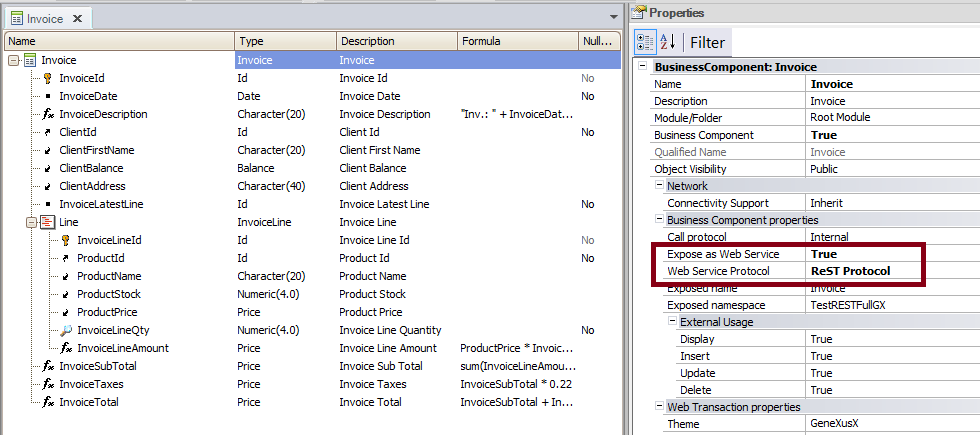 Invoice
Name Type Description Formula Null...
Invoice Invoice Invoice
InvoiceId Id Invoice Id No
InvoiceDate Date Invoice Date No
InvoiceDescription Character(20) Invoice Description "Inv.: " + InvoiceDat...
ClientId Id Client Id No
ClientFirstName Character(20) Client First Name
ClientBalance Balance Client Balance
ClientAddress Character(40) Client Address
InvoiceLatestLine Id Invoice Latest Line No
Line InvoiceLine Invoice Line
InvoiceLineId Id Invoice Line Id No
ProductId Id Product Id No
ProductName Character(20) Product Name
ProductStock Numeric(4.0) Product Stock
ProductPrice Price Product Price
InvoiceLineQty Numeric(4.0) Invoice Line Quantity No
InvoiceLineAmount Price Invoice Line Amount ProductPrice * Invoic...
InvoiceSubTotal Price Invoice Sub Total sum(InvoiceLineAmou...
InvoiceTaxes Price Invoice Taxes InvoiceSubTotal * 0.22
InvoiceTotal Price Invoice Total InvoiceSubTotal + In...
Properties
Filter
BusinessComponent: Invoice
Name Invoice
Description Invoice
Module/Folder Root Module
Business Component True
Qualified Name Invoice
Object Visibility Public
Network
Connectivity Support Inherit
Business Component properties
Call protocol Internal
Expose as Web Service True
Web Service Protocol ReST Protocol
Exposed name Invoice
Exposed namespace TestRESTFullGX
External Usage
Display True
Insert True
Update True
Delete True
Web Transaction properties
Theme GeneXusX